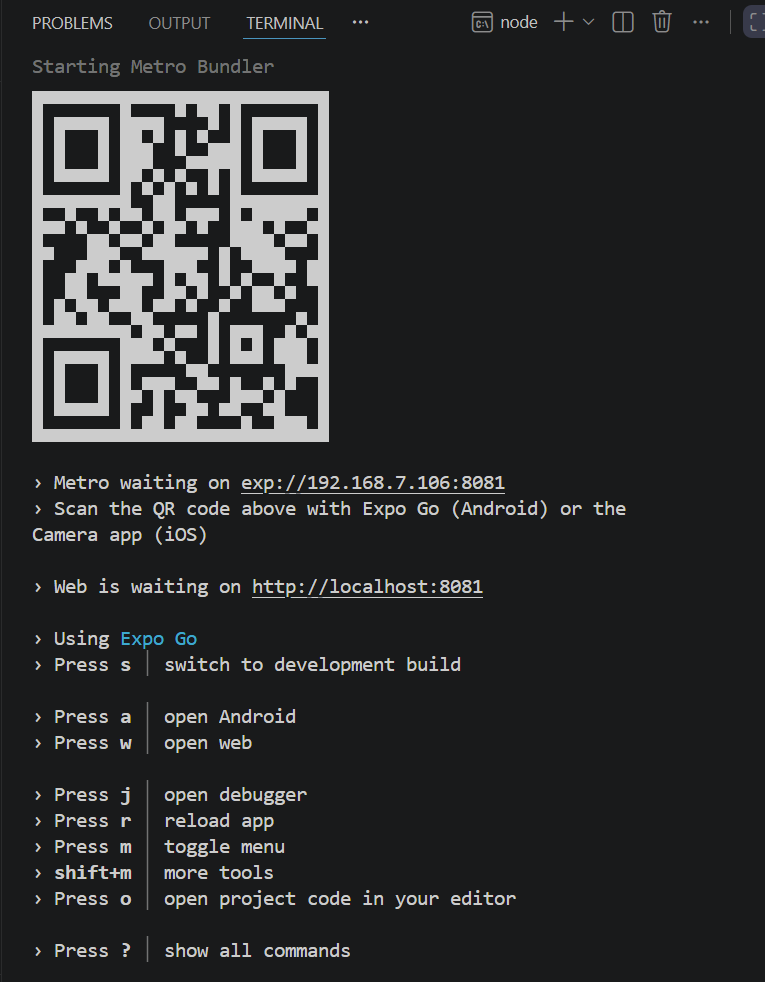 PROBLEMS OUTPUT TERMINAL ··· node ···
Starting Metro Bundler
› Metro waiting on exp://192.168.7.106:8081
› Scan the QR code above with Expo Go (Android) or the
Camera app (iOS)
› Web is waiting on http://localhost:8081
› Using Expo Go
› Press s │ switch to development build
› Press a │ open Android
› Press w │ open web
› Press j │ open debugger
› Press r │ reload app
› Press m │ toggle menu
› shift+m │ more tools
› Press o │ open project code in your editor
› Press ? │ show all commands